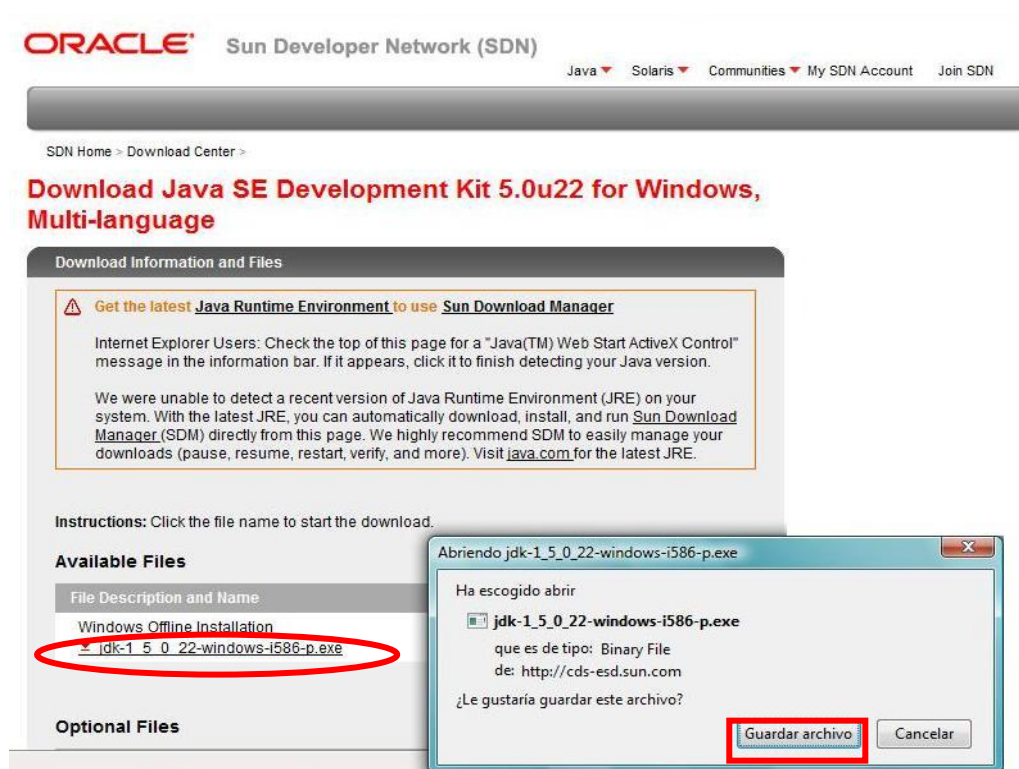 ORACLE Sun Developer Network (SDN)
Java Solaris Communities My SDN Account Join SDN
SDN Home > Download Center >
Download Java SE Development Kit 5.0u22 for Windows,
Multi-language
Download Information and Files
Get the latest Java Runtime Environment to use Sun Download Manager
Internet Explorer Users: Check the top of this page for a "Java(TM) Web Start ActiveX Control"
message in the information bar. If it appears, click it to finish detecting your Java version.
We were unable to detect a recent version of Java Runtime Environment (JRE) on your
system. With the latest JRE, you can automatically download, install, and run Sun Download
Manager (SDM) directly from this page. We highly recommend SDM to easily manage your
downloads (pause, resume, restart, verify, and more). Visit java.com for the latest JRE.
Instructions: Click the file name to start the download.
Available Files
File Description and Name
Windows Offline Installation
jdk-1_5_0_22-windows-i586-p.exe
Optional Files
Abriendo jdk-1_5_0_22-windows-i586-p.exe
Ha escogido abrir
jdk-1_5_0_22-windows-i586-p.exe
que es de tipo: Binary File
de: http://cds-esd.sun.com
¿Le gustaría guardar este archivo?
Guardar archivo Cancelar